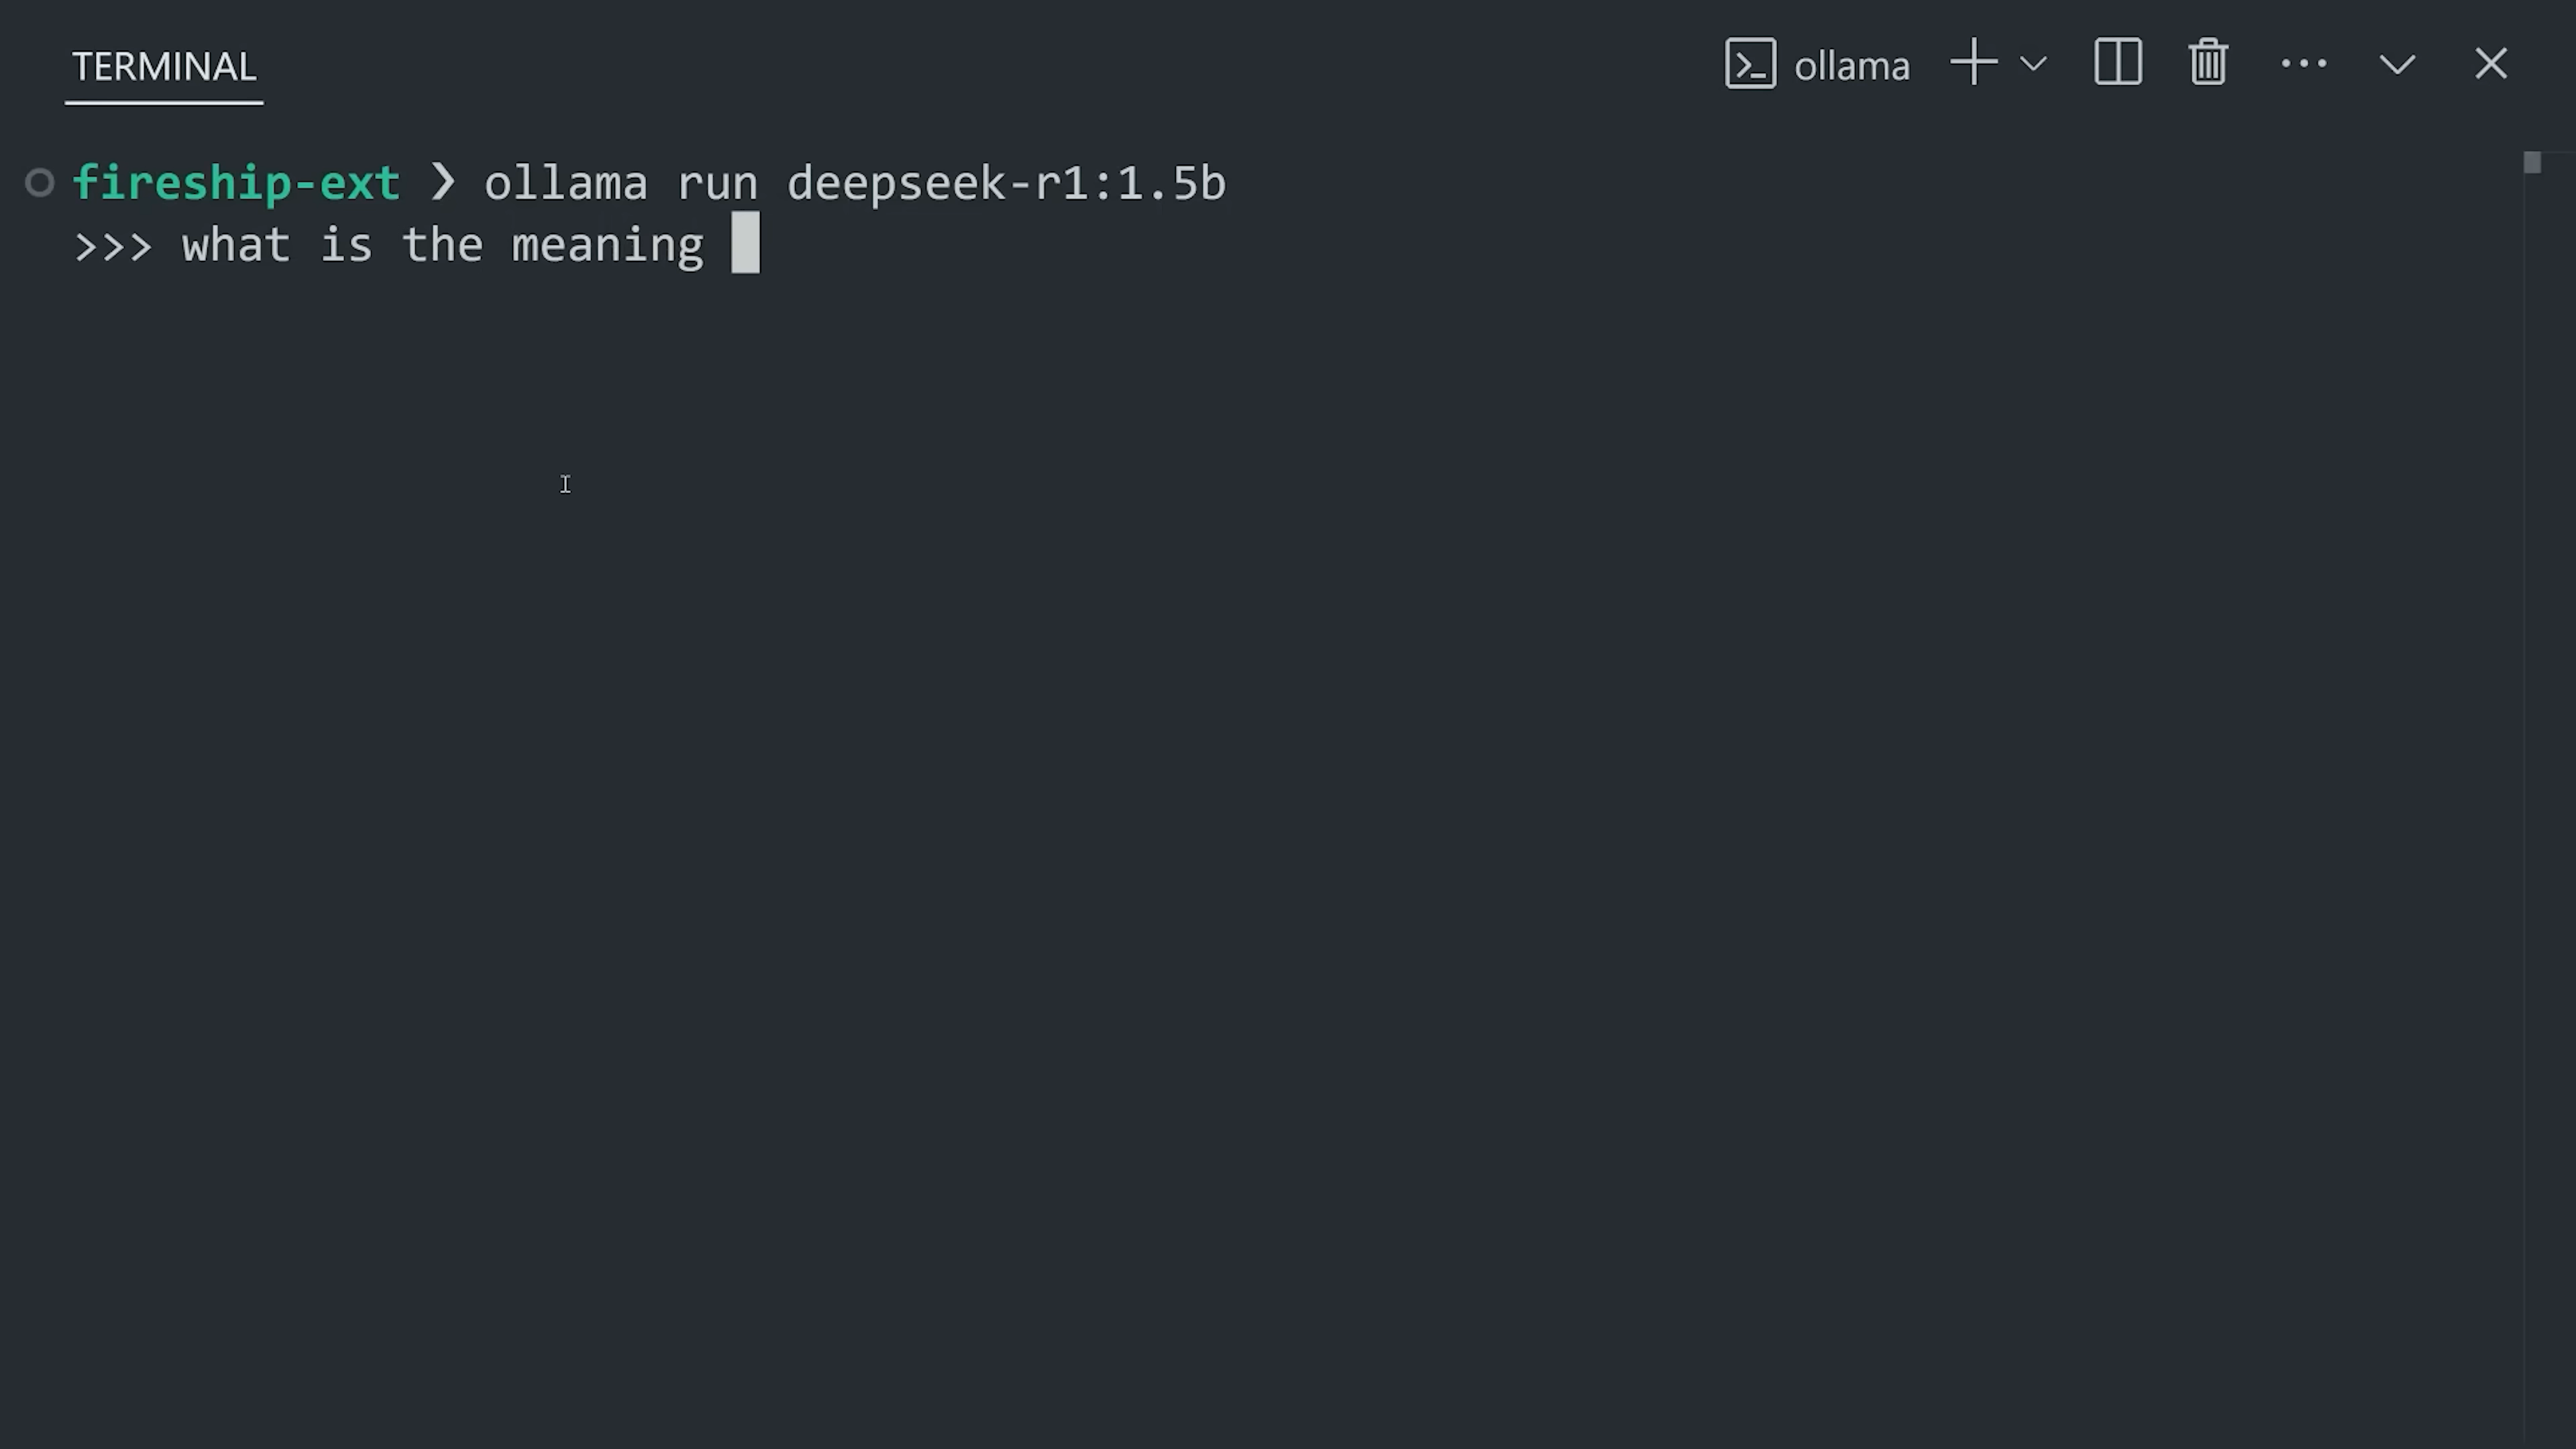 TERMINAL
ollama
fireship-ext ❯ ollama run deepseek-r1:1.5b
>>> what is the meaning